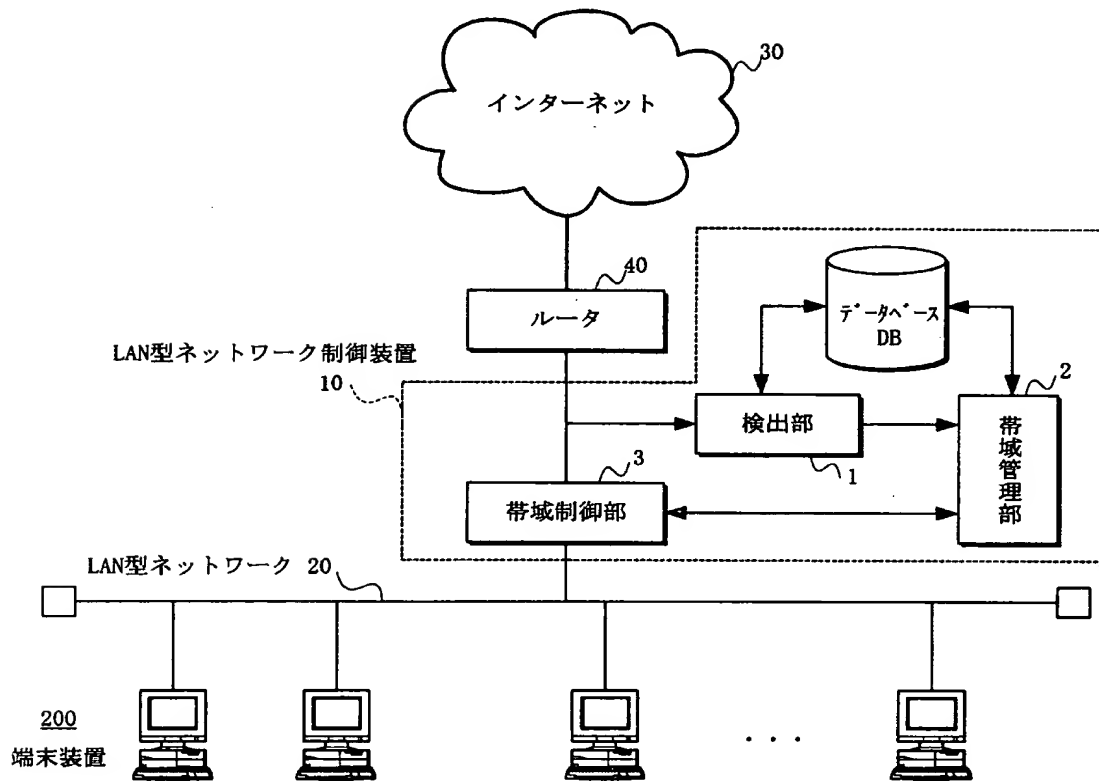 30
インターネット
40
ルータ
データベース
DB
LAN型ネットワーク制御装置
10
2
検出部
1
帯域管理部
3
帯域制御部
LAN型ネットワーク 20
200
端末装置
...